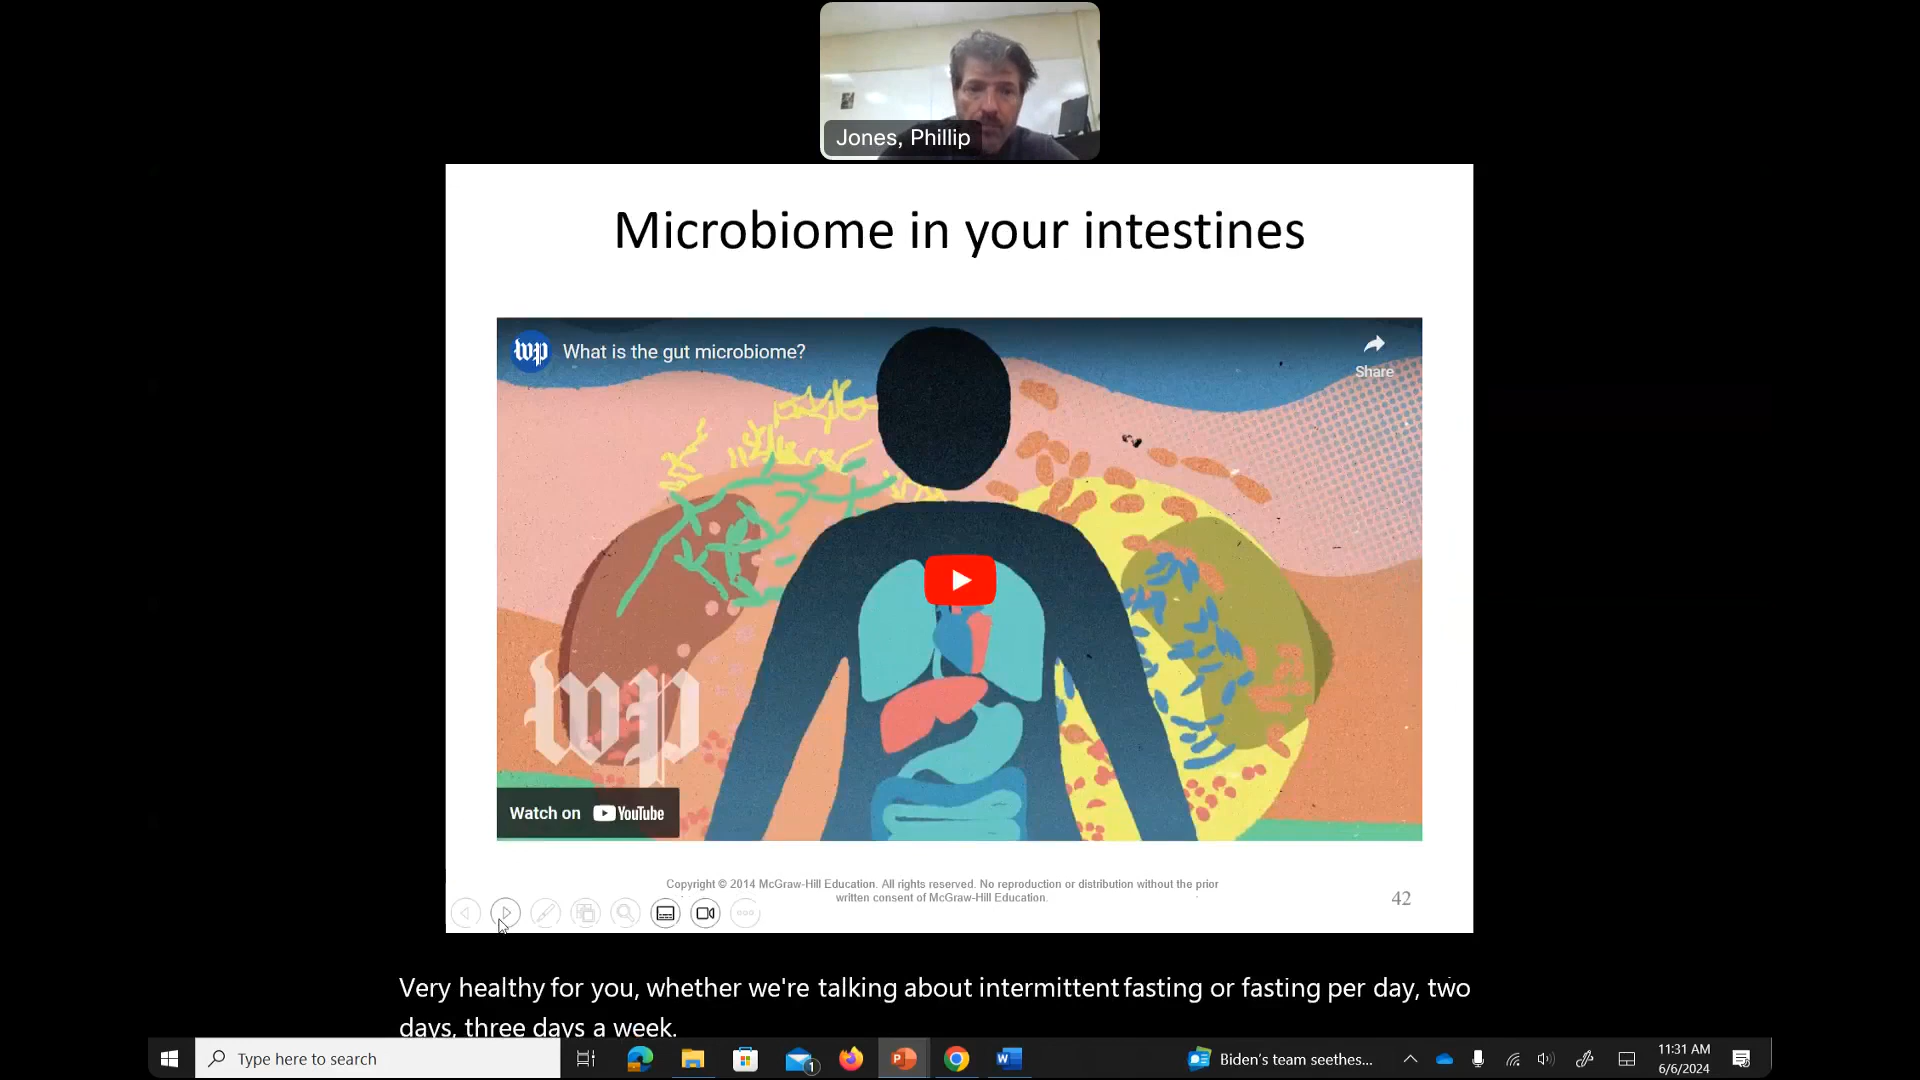 Jones, Phillip
Microbiome in your intestines
wp What is the gut microbiome?
Share
wp
Watch on YouTube
Copyright © 2014 McGraw-Hill Education. All rights reserved. No reproduction or distribution without the prior
written consent of McGraw-Hill Education.
42
Very healthy for you, whether we're talking about intermittent fasting or fasting per day, two
days, three days a week.
Type here to search
1
Biden's team seethes...
11:31 AM
6/6/2024